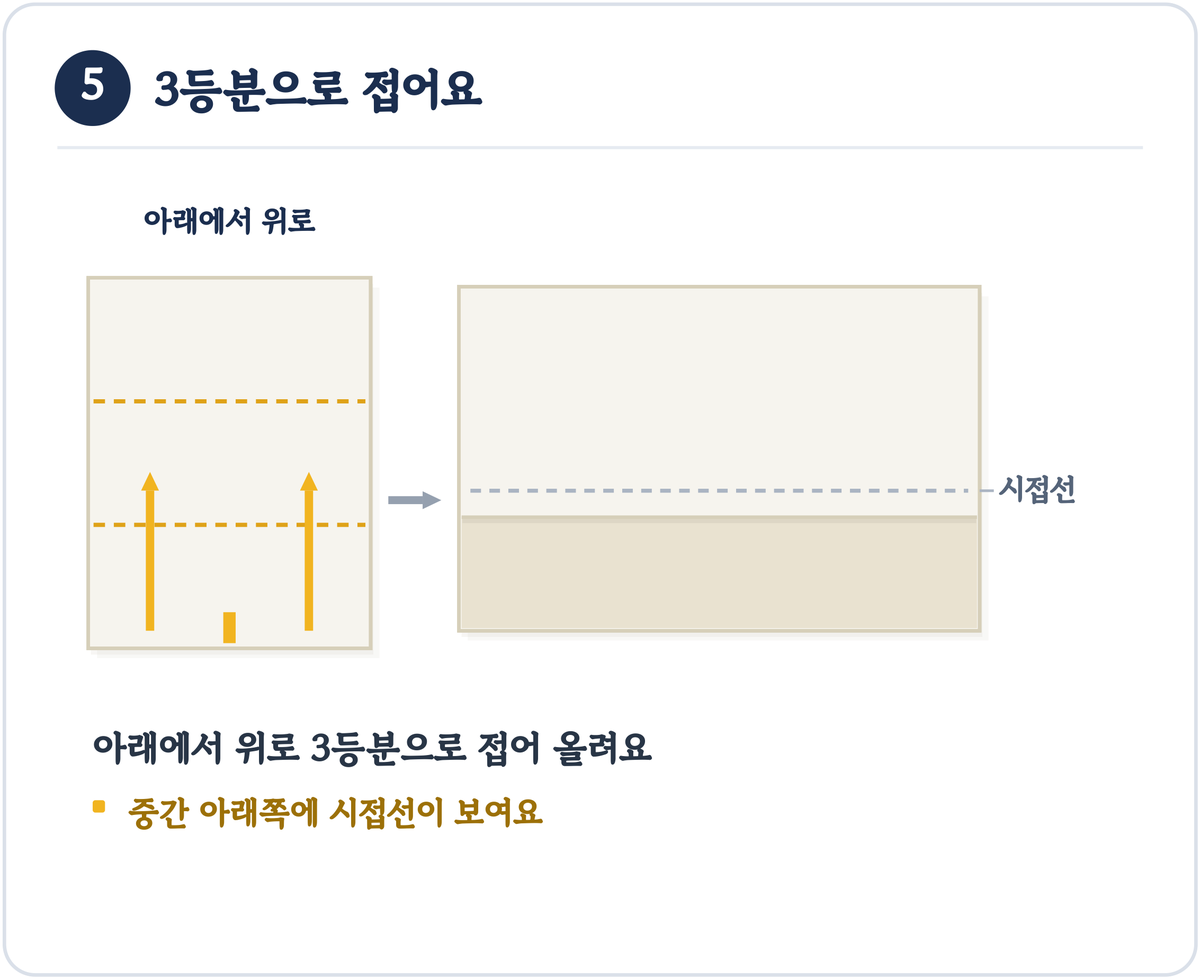 5 3등분으로 접어요
아래에서 위로
시접선
아래에서 위로 3등분으로 접어 올려요
중간 아래쪽에 시접선이 보여요